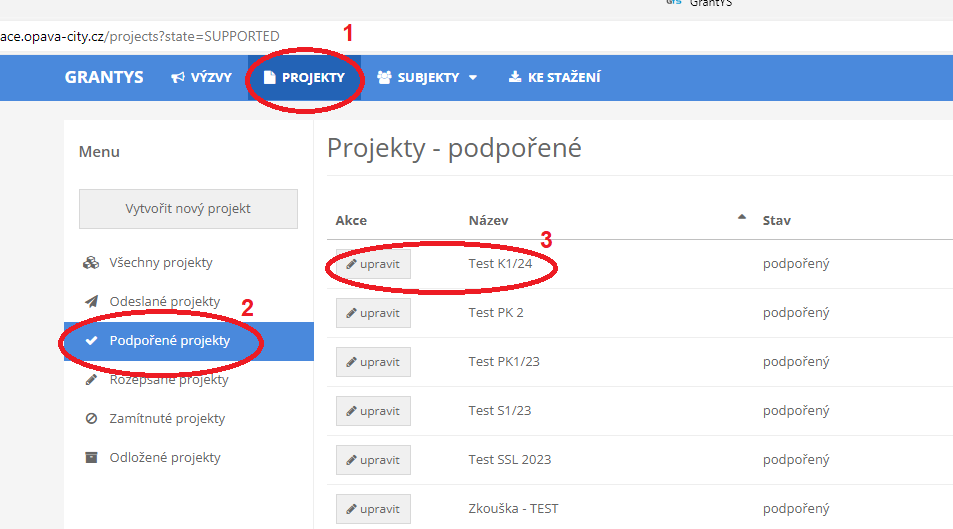 GrantYS
ace.opava-city.cz/projects?state=SUPPORTED
1
GRANTYS VÝZVY PROJEKTY SUBJEKTY KE STAŽENÍ
Menu
Vytvořit nový projekt
Všechny projekty
Odeslané projekty
2
Podpořené projekty
Rozepsané projekty
Zamítnuté projekty
Odložené projekty
Projekty - podpořené
Akce Název Stav
3
upravit Test K1/24 podpořený
upravit Test PK 2 podpořený
upravit Test PK1/23 podpořený
upravit Test S1/23 podpořený
upravit Test SSL 2023 podpořený
upravit Zkouška - TEST podpořený